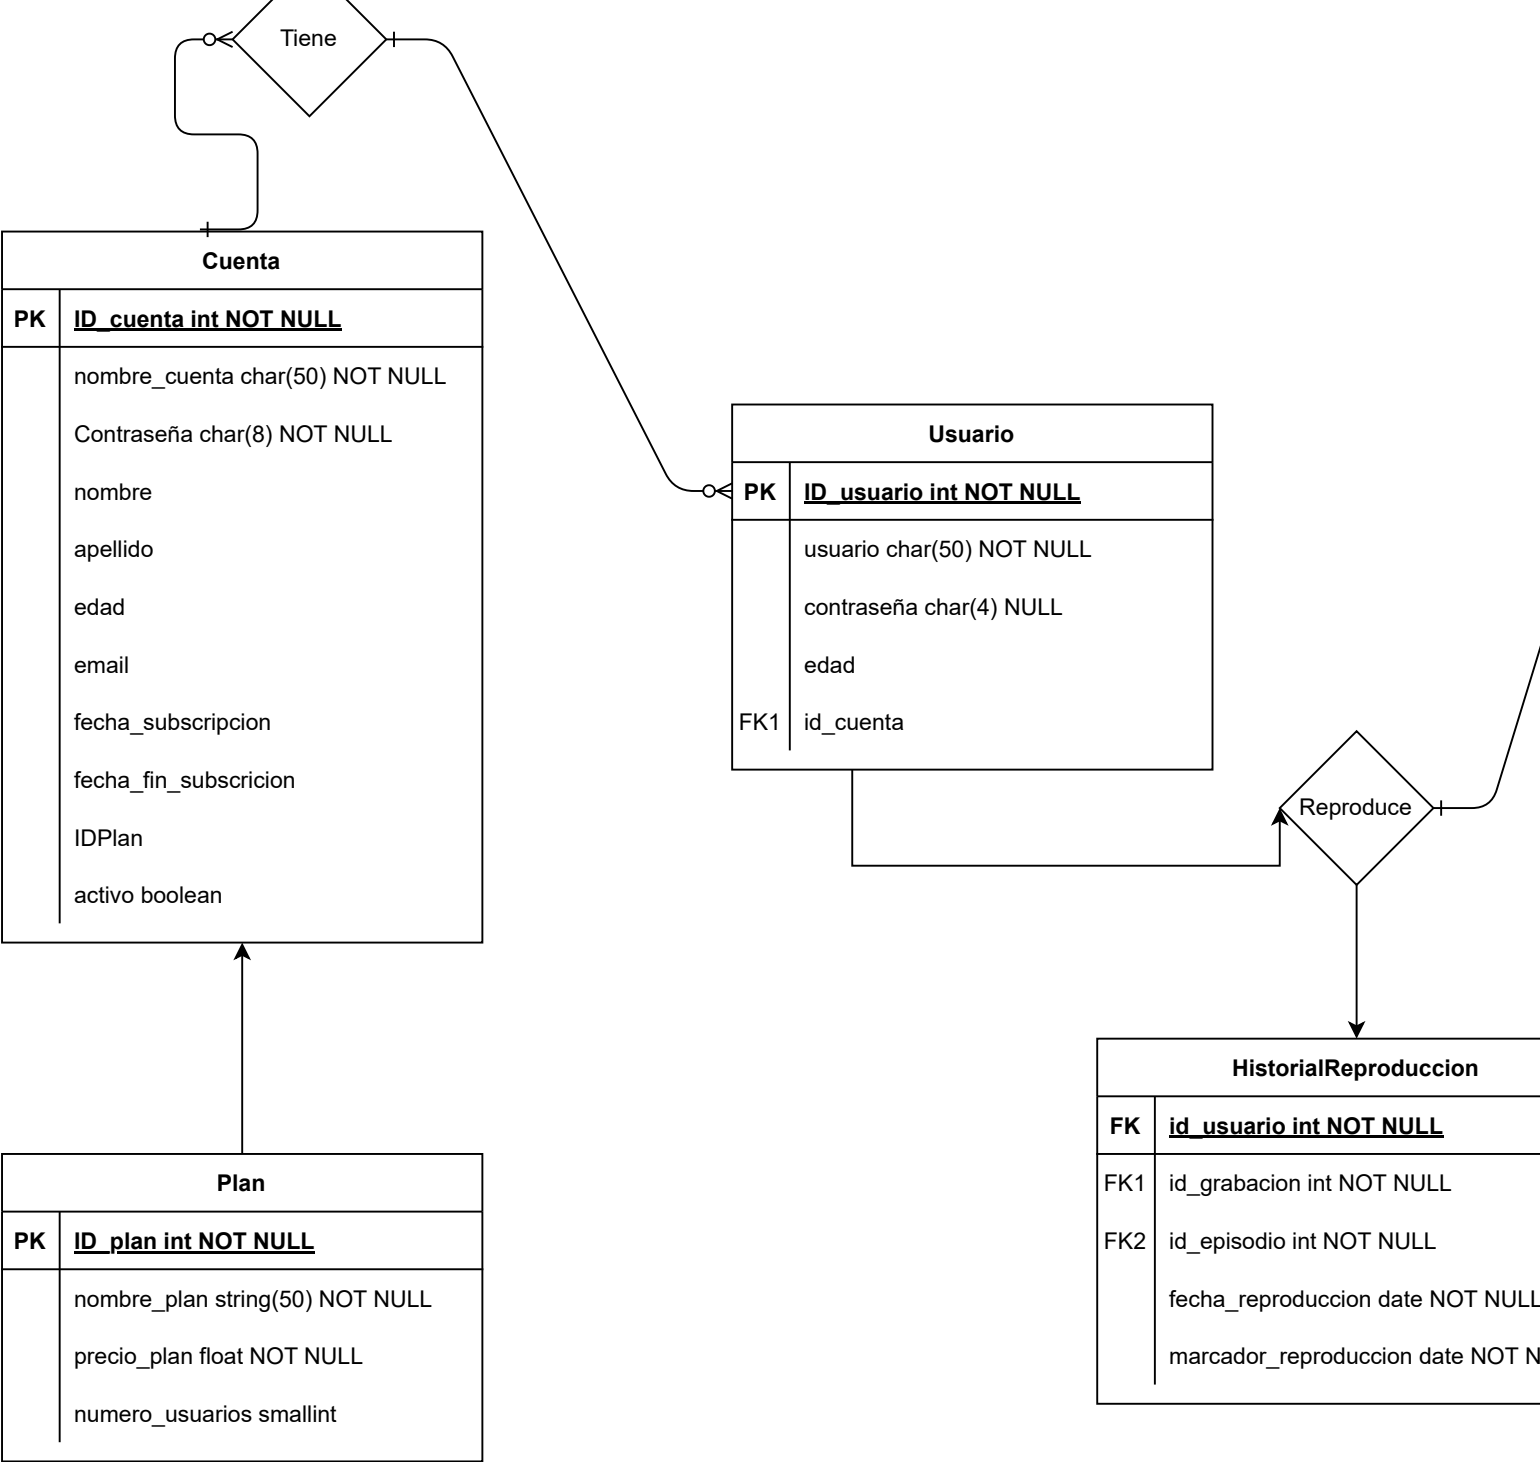 Tiene
Cuenta
PK ID_cuenta int NOT NULL
nombre_cuenta char(50) NOT NULL
Contraseña char(8) NOT NULL
nombre
apellido
edad
email
fecha_subscripcion
fecha_fin_subscricion
IDPlan
activo boolean
Usuario
PK ID_usuario int NOT NULL
usuario char(50) NOT NULL
contraseña char(4) NULL
edad
FK1 id_cuenta
Reproduce
Plan
PK ID_plan int NOT NULL
nombre_plan string(50) NOT NULL
precio_plan float NOT NULL
numero_usuarios smallint
HistorialReproduccion
FK id_usuario int NOT NULL
FK1 id_grabacion int NOT NULL
FK2 id_episodio int NOT NULL
fecha_reproduccion date NOT NULL
marcador_reproduccion date NOT